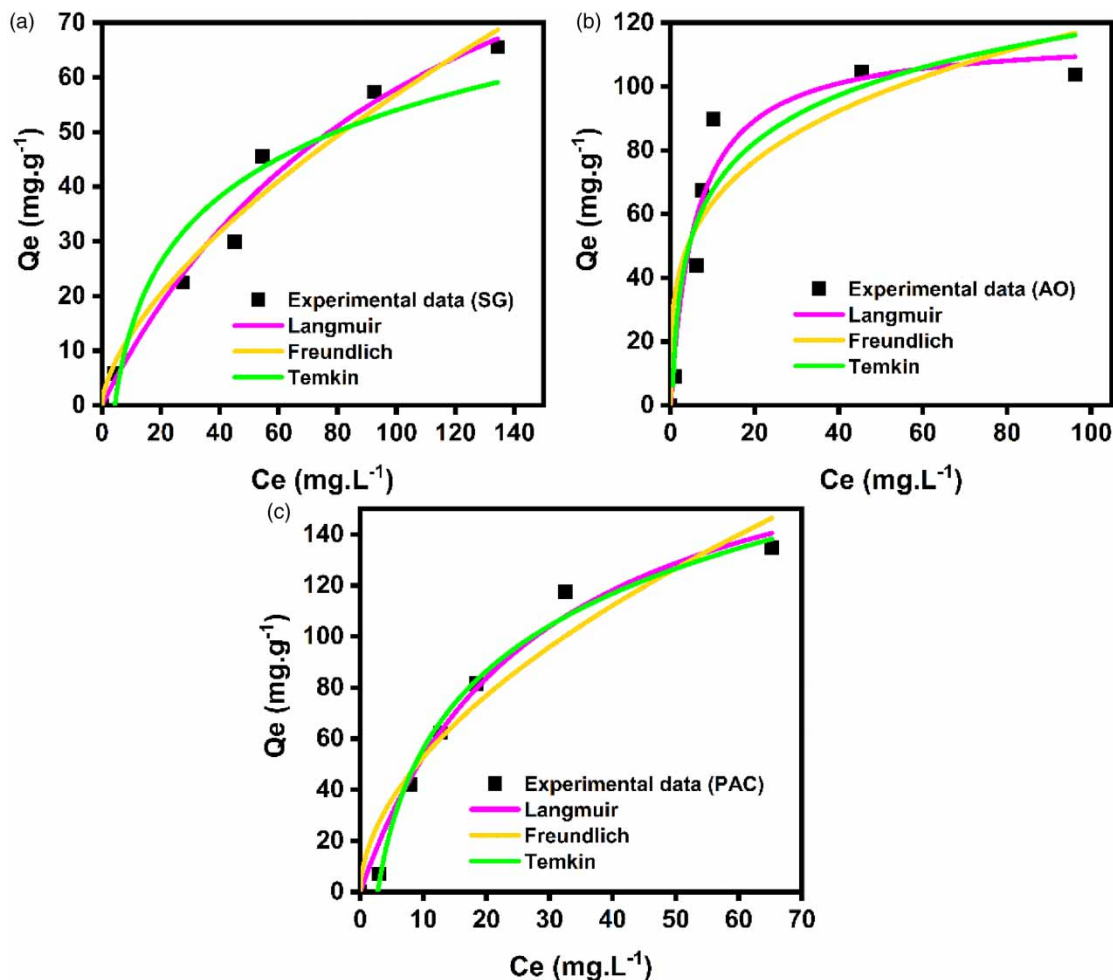 (a)
70
60
50
40
30
20
10
0
Qe (mg.g⁻¹)
Experimental data (SG)
Langmuir
Freundlich
Temkin
0 20 40 60 80 100 120 140
Ce (mg.L⁻¹)
(b)
120
100
80
60
40
20
0
Qe (mg.g⁻¹)
Experimental data (AO)
Langmuir
Freundlich
Temkin
0 20 40 60 80 100
Ce (mg.L⁻¹)
(c)
140
120
100
80
60
40
20
0
Qe (mg.g⁻¹)
Experimental data (PAC)
Langmuir
Freundlich
Temkin
0 10 20 30 40 50 60 70
Ce (mg.L⁻¹)